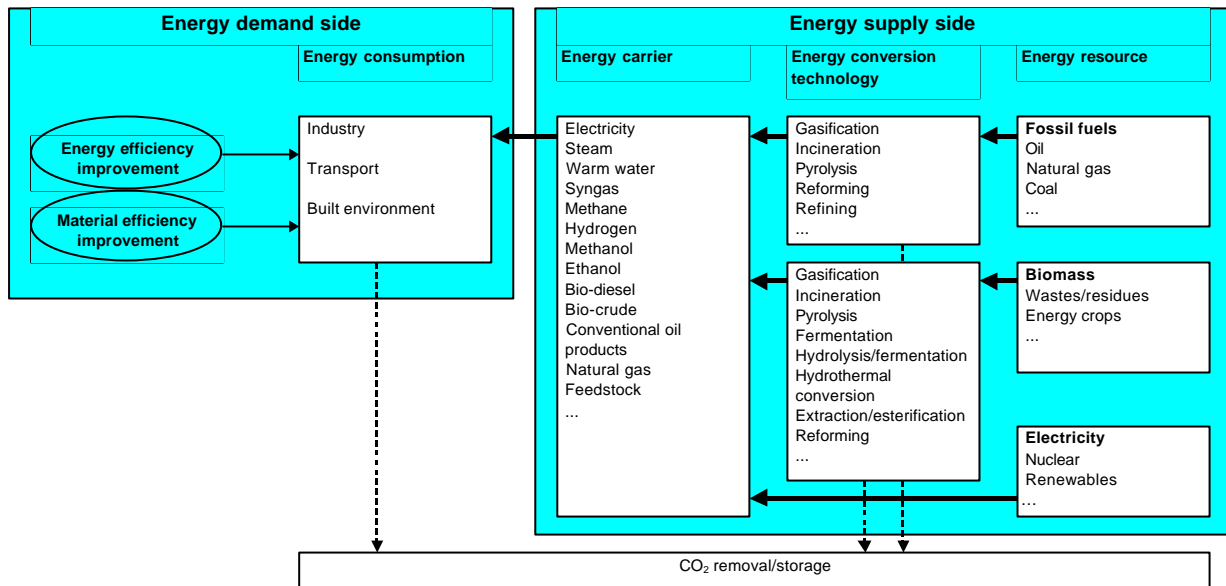 Energy demand side
Energy supply side
Energy consumption
Energy carrier
Energy conversion
technology
Energy resource
Energy efficiency
improvement
Material efficiency
improvement
Industry
Transport
Built environment
Electricity
Steam
Warm water
Syngas
Methane
Hydrogen
Methanol
Ethanol
Bio-diesel
Bio-crude
Conventional oil
products
Natural gas
Feedstock
...
Gasification
Incineration
Pyrolysis
Reforming
Refining
...
Gasification
Incineration
Pyrolysis
Fermentation
Hydrolysis/fermentation
Hydrothermal
conversion
Extraction/esterification
Reforming
...
Fossil fuels
Oil
Natural gas
Coal
...
Biomass
Wastes/residues
Energy crops
...
Electricity
Nuclear
Renewables
...
CO₂ removal/storage